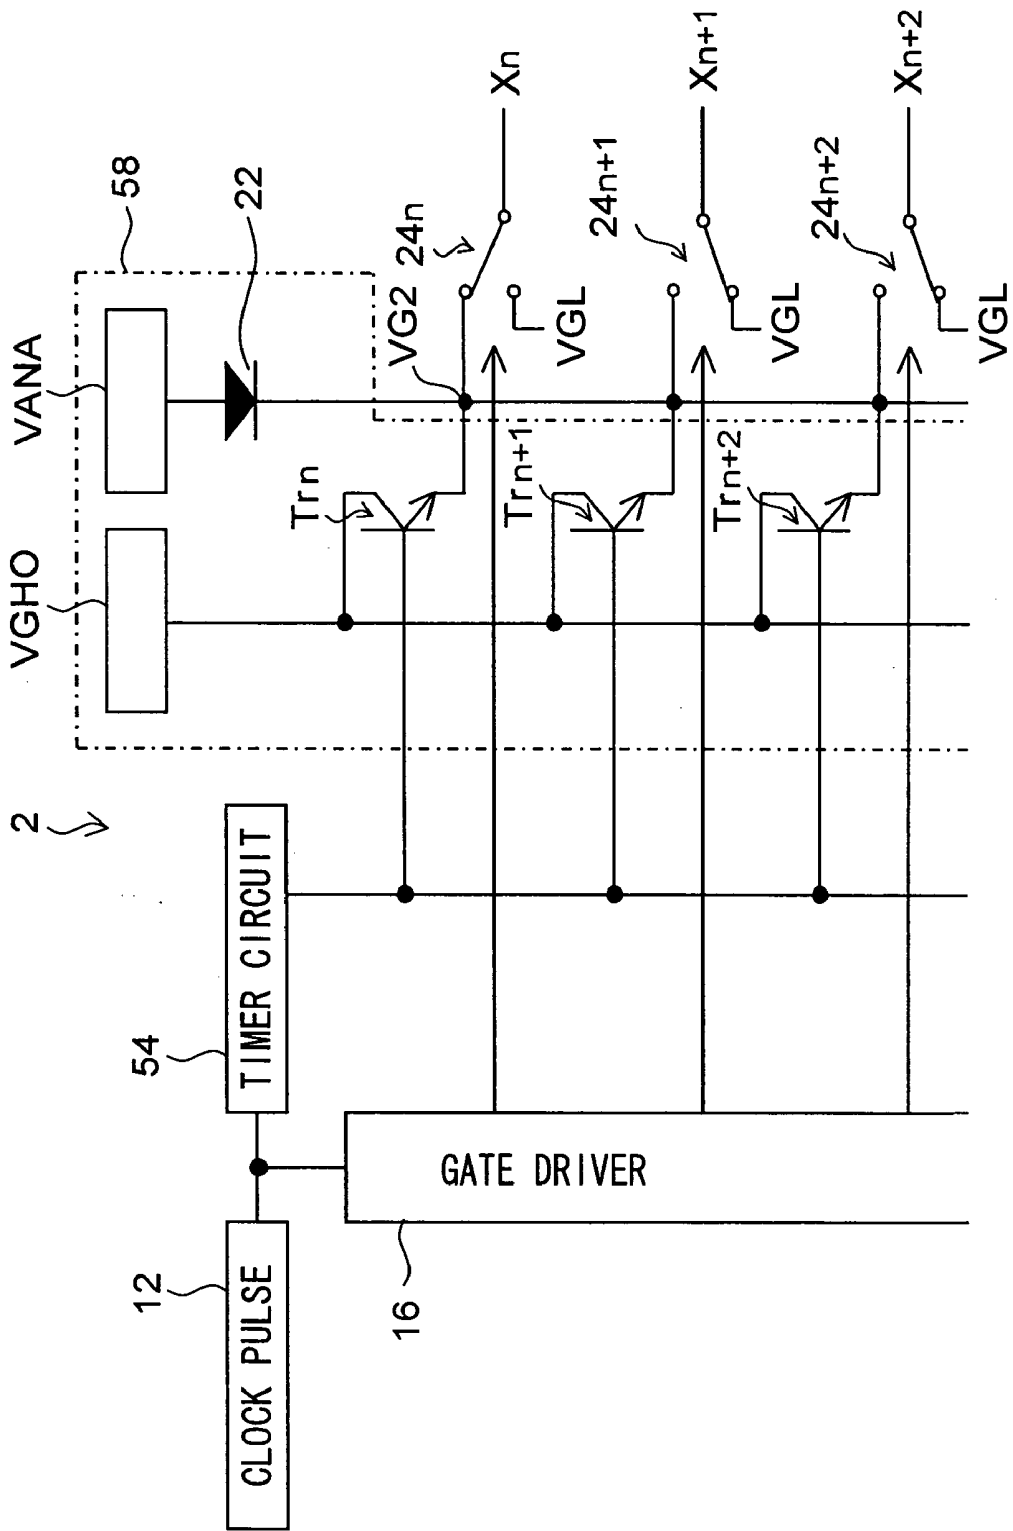 2
VGHO
VANA
58
22
54
TIMER CIRCUIT
12
CLOCK PULSE
16
GATE DRIVER
Trn
Trn+1
Trn+2
VG2
24n
VGL
Xn
24n+1
VGL
Xn+1
24n+2
VGL
Xn+2